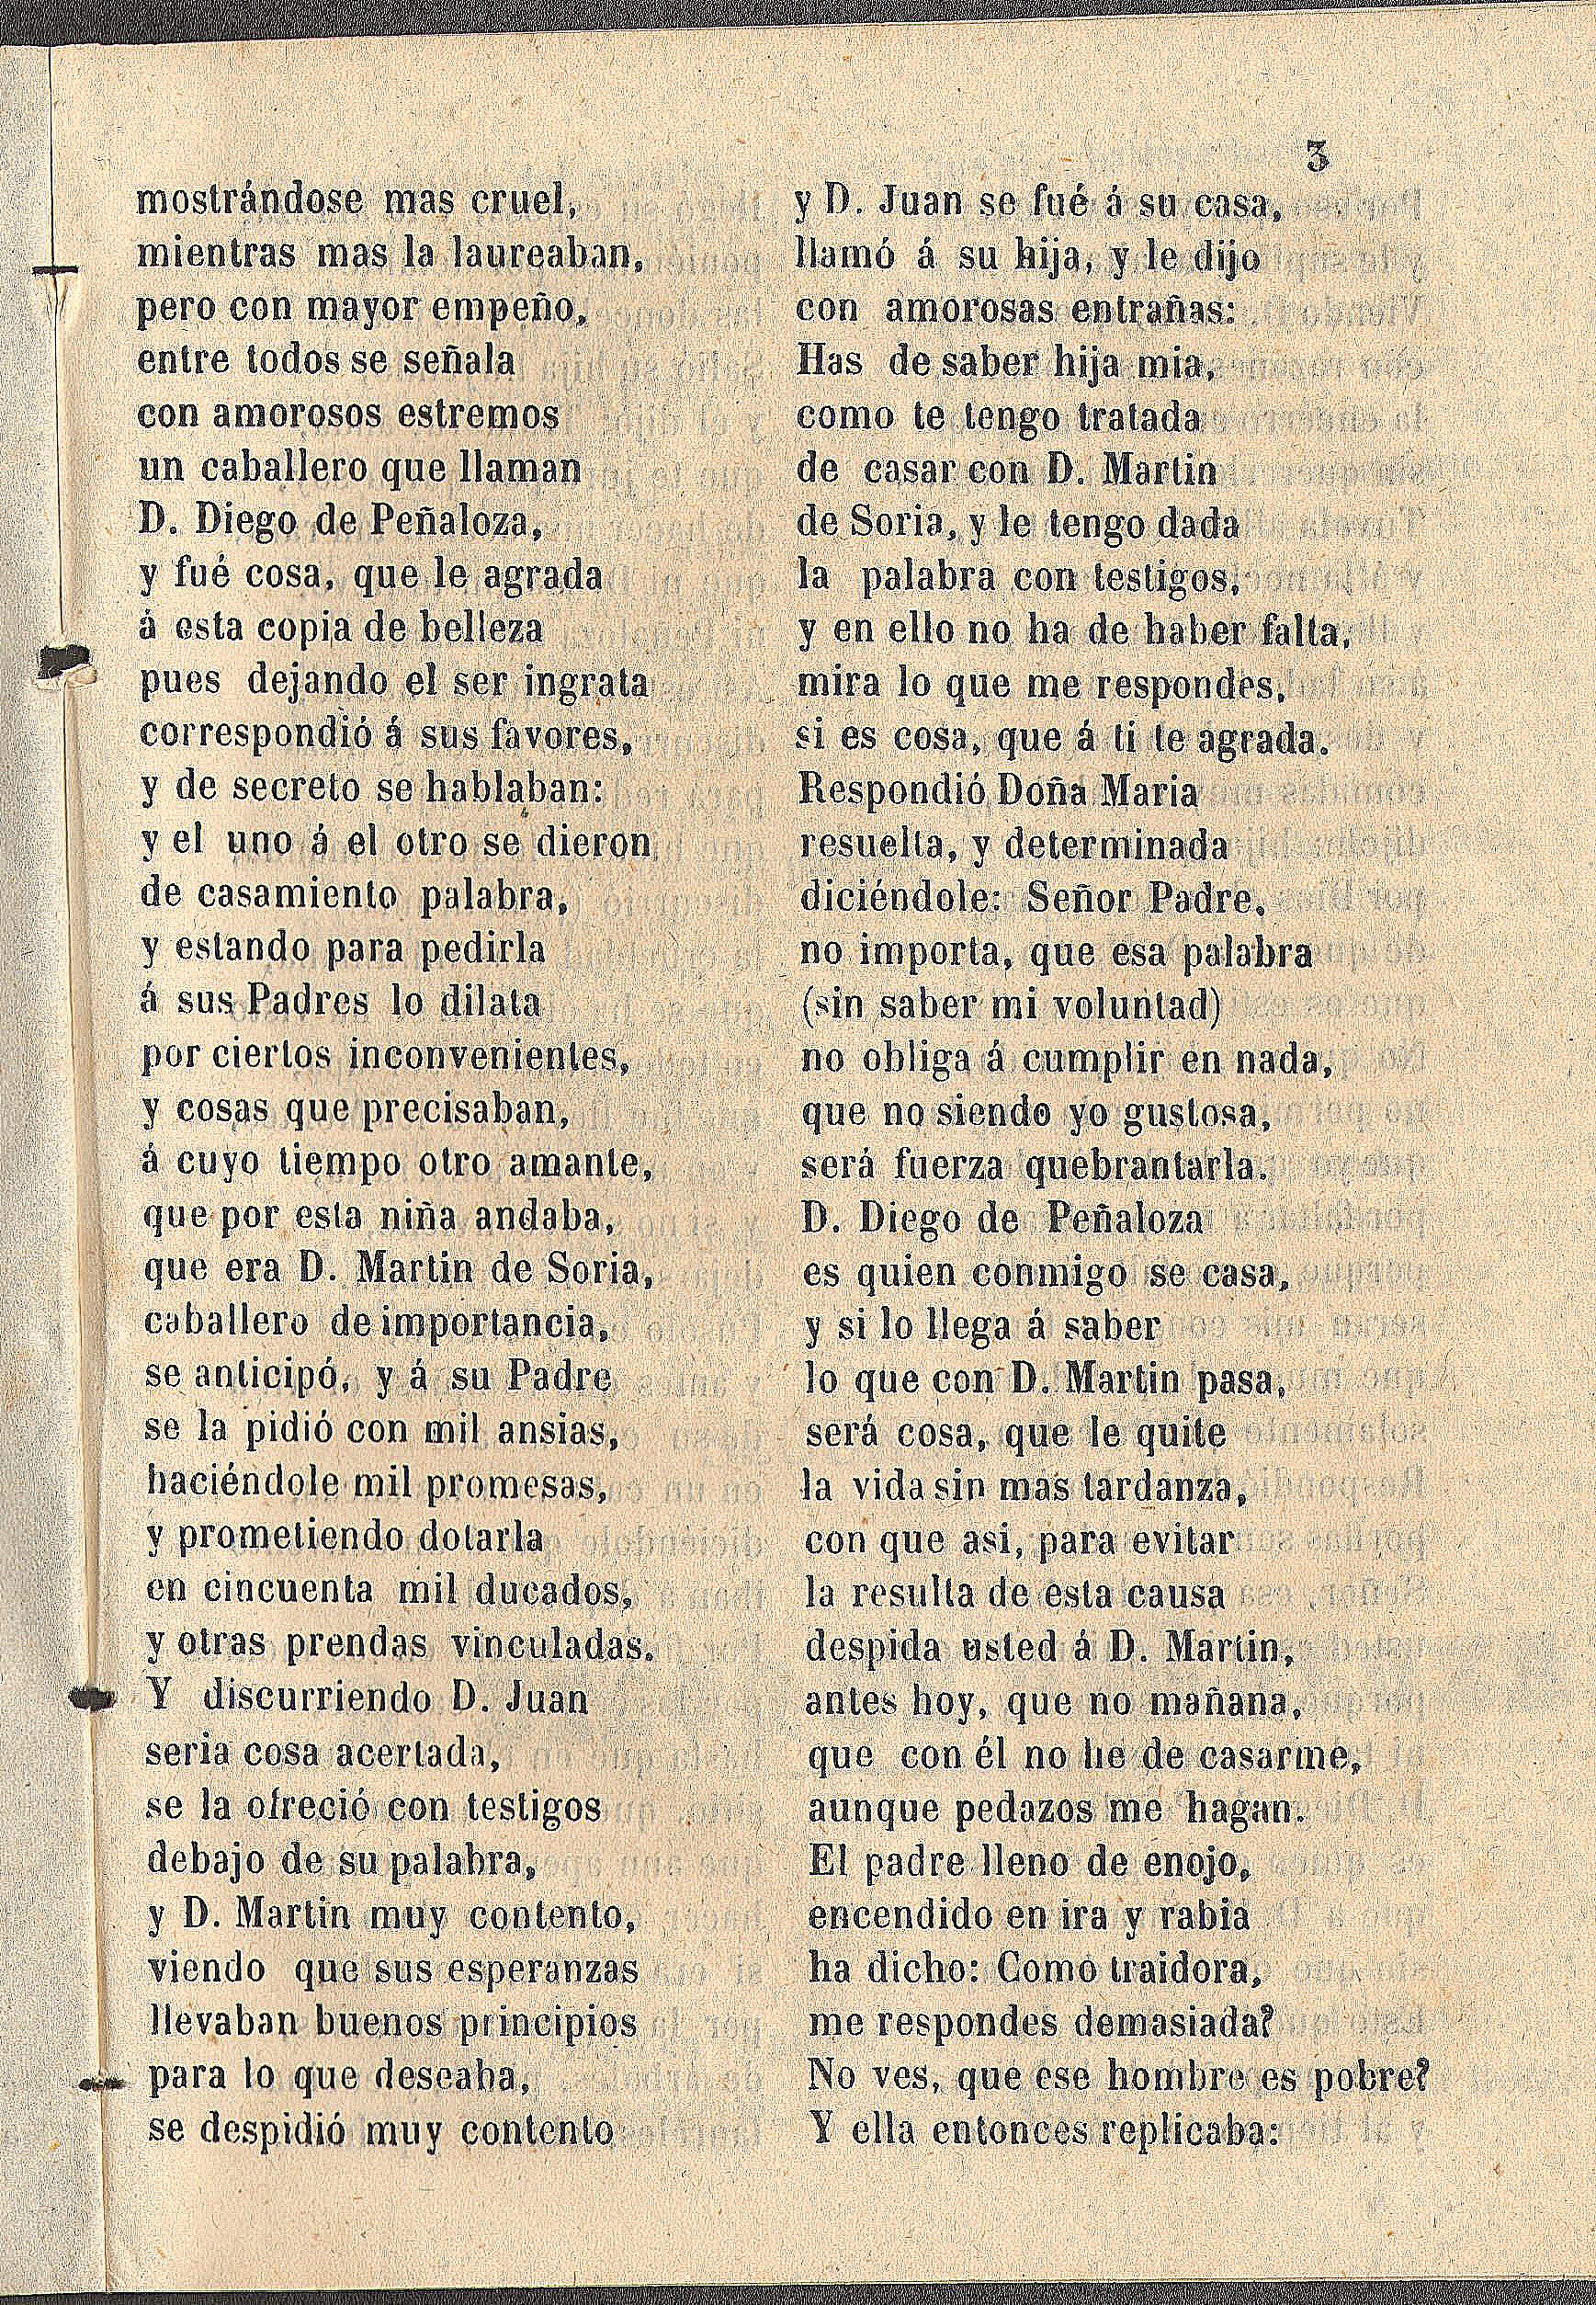 3
mostrándose mas cruel,
mientras mas la laureaban,
pero con mayor empeño,
entre todos se señala
con amorosos estremos
un caballero que llaman
D. Diego de Peñaloza,
y fué cosa, que le agrada
á esta copia de belleza
pues dejando el ser ingrata
correspondió á sus favores,
y de secreto se hablaban:
y el uno á el otro se dieron
de casamiento palabra,
y estando para pedirla
á sus Padres lo dilata
por ciertos inconvenientes,
y cosas que precisaban,
á cuyo tiempo otro amante,
que por esta niña andaba,
que era D. Martin de Soria,
caballero de importancia,
se anticipó, y á su Padre
se la pidió con mil ansias,
haciéndole mil promesas,
y prometiendo dotarla
en cincuenta mil ducados,
y otras prendas vinculadas.
Y discurriendo D. Juan
seria cosa acertada,
se la ofreció con testigos
debajo de su palabra,
y D. Martin muy contento,
viendo que sus esperanzas
llevaban buenos principios
para lo que deseaba,
se despidió muy contento
y D. Juan se fué á su casa,
llamó á su hija, y le dijo
con amorosas entrañas:
Has de saber hija mia,
como te tengo tratada
de casar con D. Martin
de Soria, y le tengo dada
la palabra con testigos,
y en ello no ha de haber falta,
mira lo que me respondes,
si es cosa, que á ti te agrada.
Respondió Doña Maria
resuelta, y determinada
diciéndole: Señor Padre,
no importa, que esa palabra
(sin saber mi voluntad)
no obliga á cumplir en nada,
que no siendo yo gustosa,
será fuerza quebrantarla.
D. Diego de Peñaloza
es quien conmigo se casa,
y si lo llega á saber
lo que con D. Martin pasa,
será cosa, que le quite
la vida sin mas tardanza,
con que asi, para evitar
la resulta de esta causa
despida usted á D. Martin,
antes hoy, que no mañana,
que con él no he de casarme,
aunque pedazos me hagan.
El padre lleno de enojo,
encendido en ira y rabia
ha dicho: Como traidora,
me respondes demasiada?
No ves, que ese hombre es pobre?
Y ella entonces replicaba: